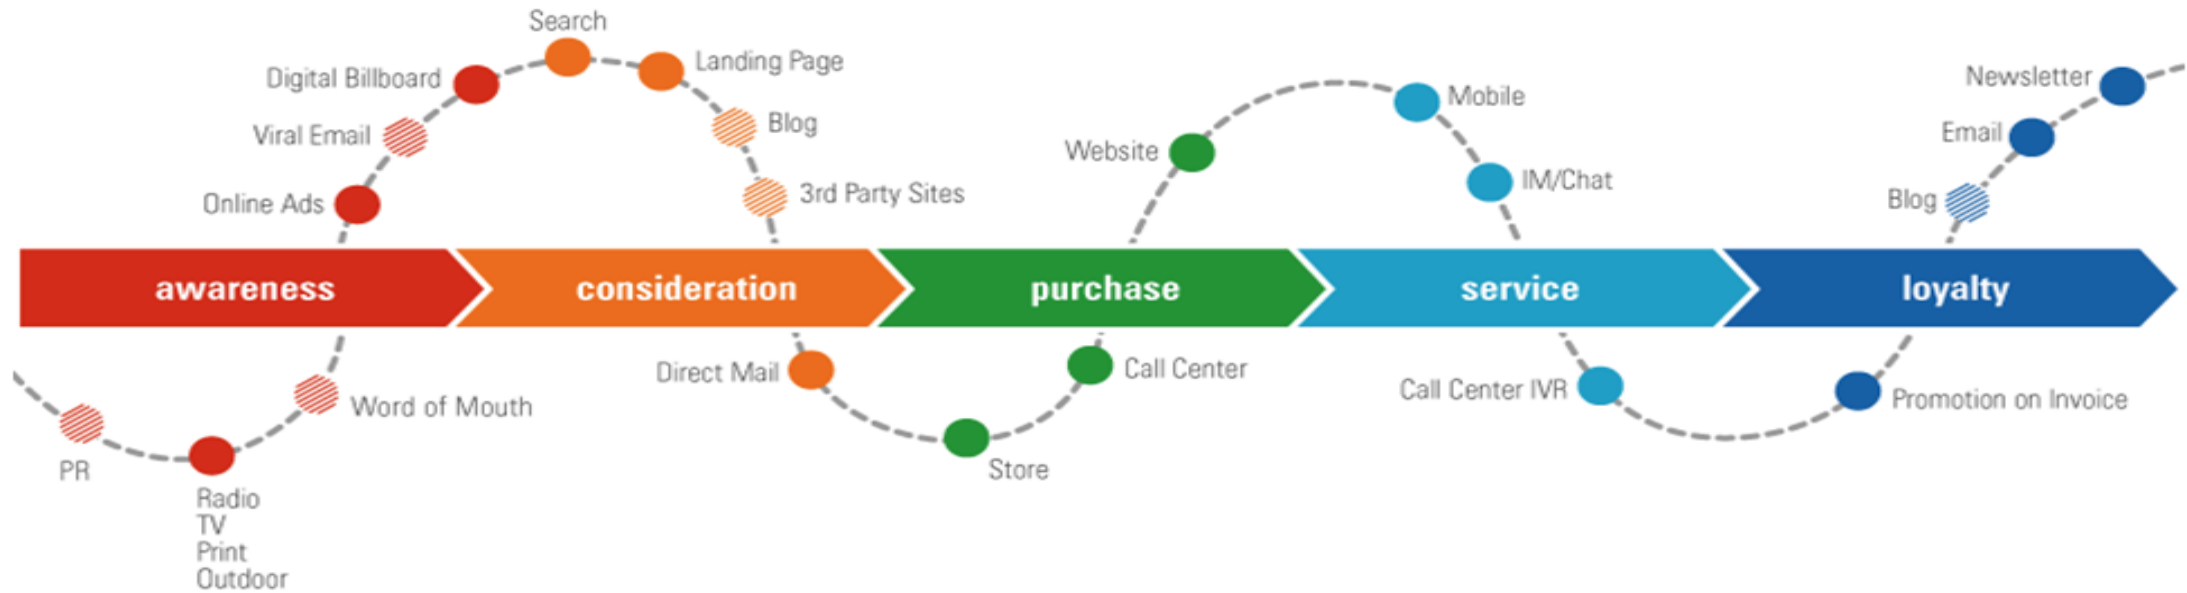 Search
Landing Page
Digital Billboard
Blog
Viral Email
3rd Party Sites
Online Ads
Website
Mobile
IM/Chat
Newsletter
Email
Blog
awareness
consideration
purchase
service
loyalty
PR
Radio
TV
Print
Outdoor
Word of Mouth
Direct Mail
Store
Call Center
Call Center IVR
Promotion on Invoice